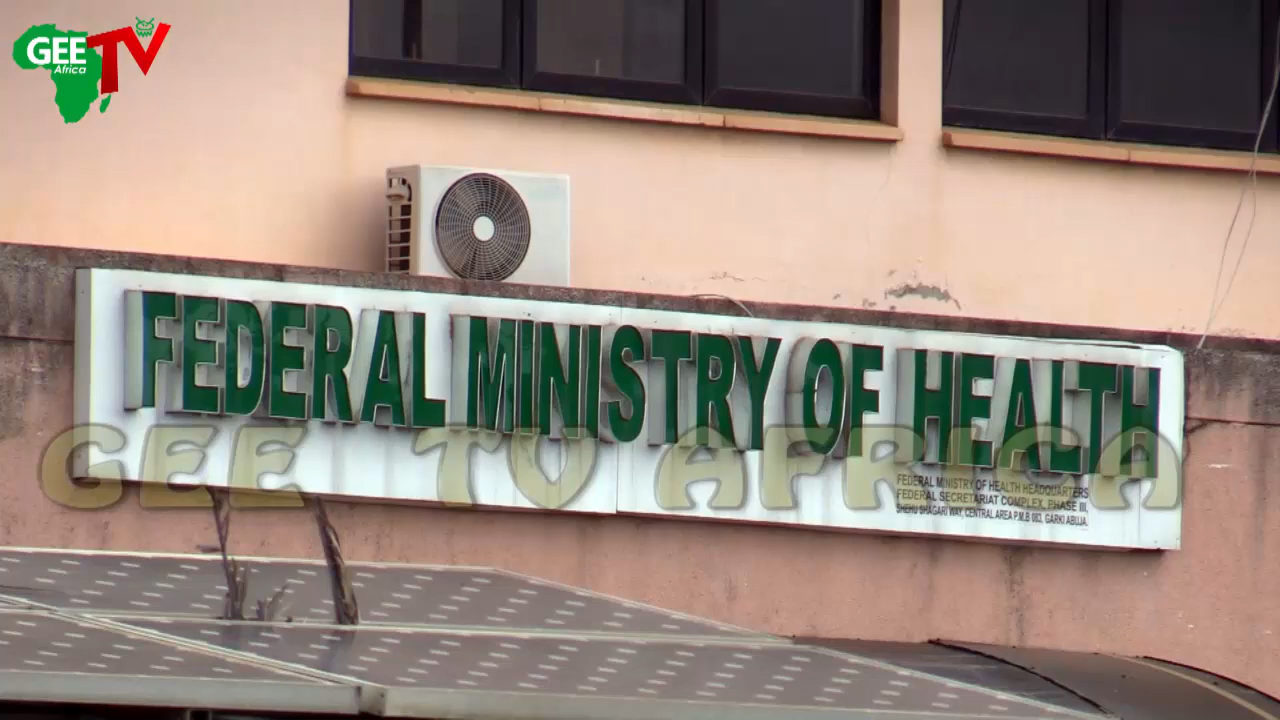 GEE TV
Africa
FEDERAL MINISTRY OF HEALTH
GEE TV AFRICA
FEDERAL MINISTRY OF HEALTH HEADQUARTERS
FEDERAL SECRETARIAT COMPLEX, PHASE III,
SHEHU SHAGARI WAY, CENTRAL AREA P.M.B 083, GARKI ABUJA.